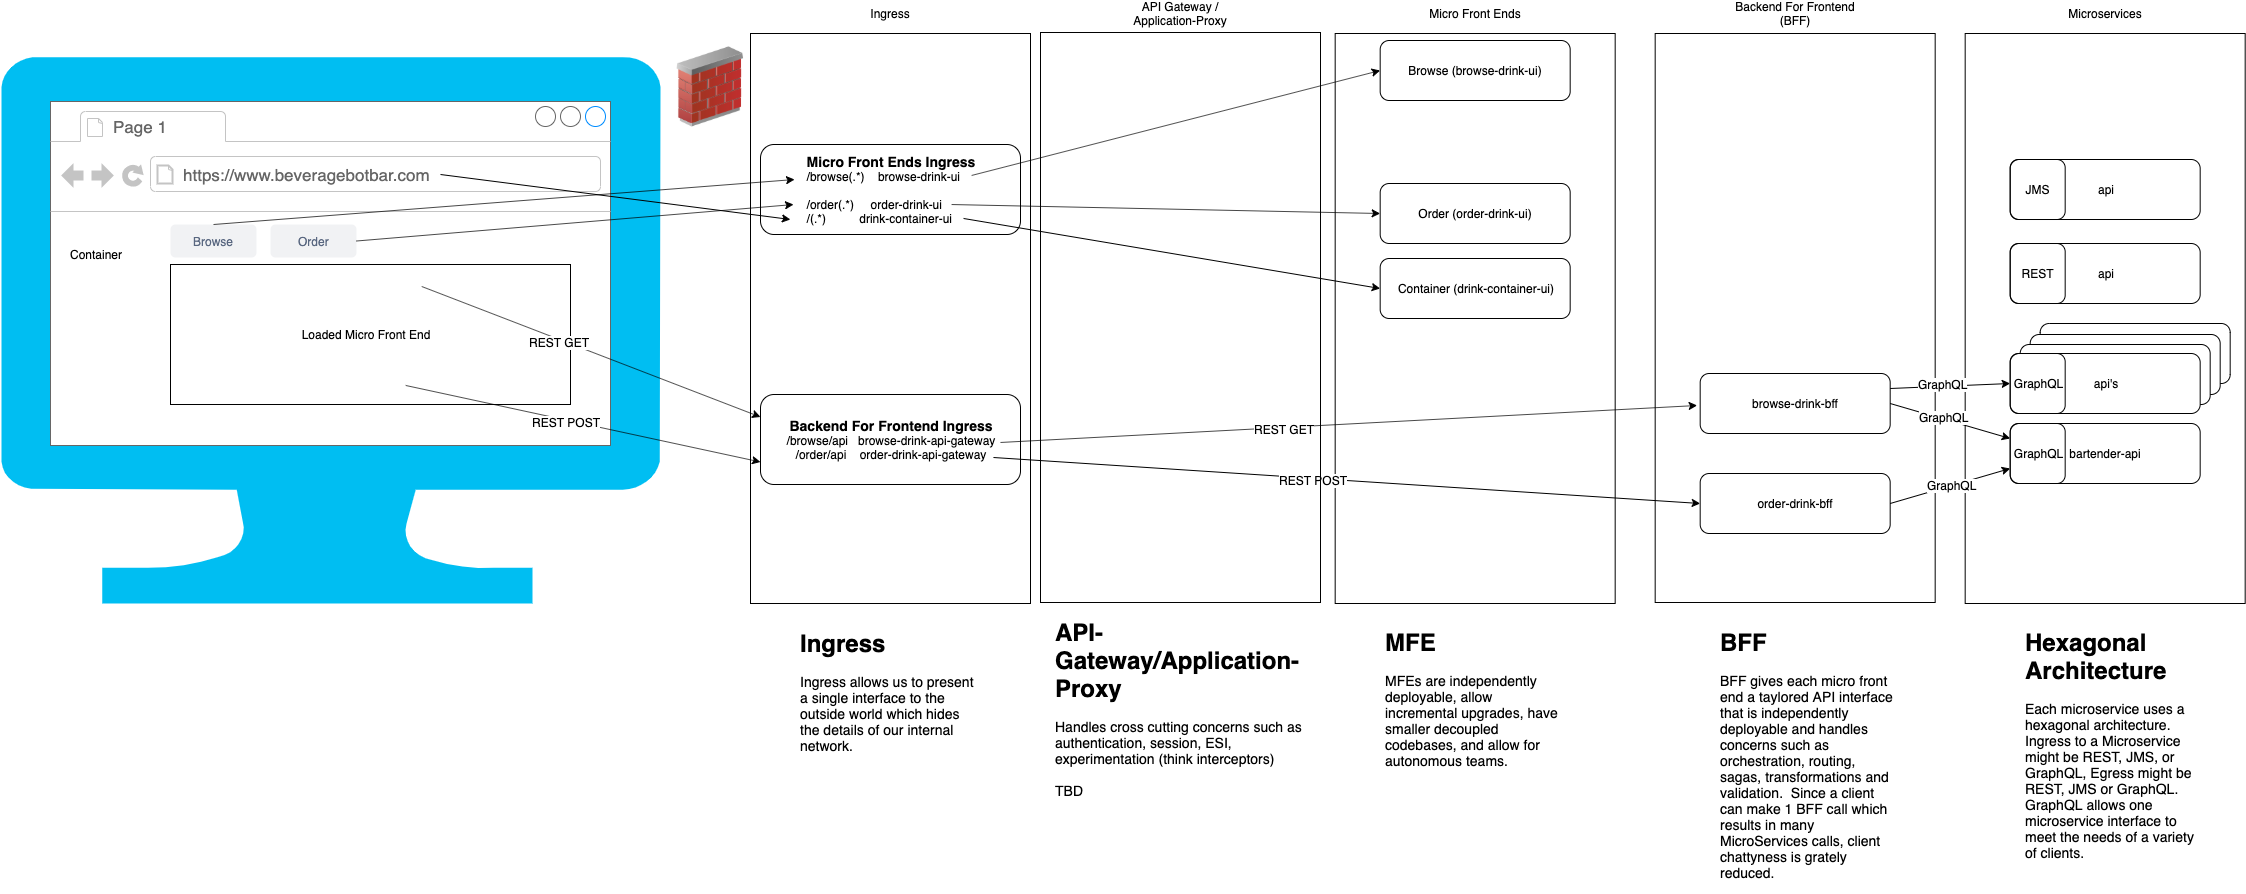 Ingress
API Gateway /
Application-Proxy
Micro Front Ends
Backend For Frontend
(BFF)
Microservices
Page 1
https://www.beveragebotbar.com
Container
Browse
Order
Loaded Micro Front End
REST GET
REST POST
Micro Front Ends Ingress
/browse(.*) browse-drink-ui
/order(.*) order-drink-ui
/(.*) drink-container-ui
Backend For Frontend Ingress
/browse/api browse-drink-api-gateway
/order/api order-drink-api-gateway
REST GET
REST POST
Browse (browse-drink-ui)
Order (order-drink-ui)
Container (drink-container-ui)
browse-drink-bff
order-drink-bff
GraphQL
GraphQL
GraphQL
JMS api
REST api
GraphQL api's
GraphQL bartender-api
Ingress
Ingress allows us to present
a single interface to the
outside world which hides
the details of our internal
network.
API-
Gateway/Application-
Proxy
Handles cross cutting concerns such as
authentication, session, ESI,
experimentation (think interceptors)
TBD
MFE
MFEs are independently
deployable, allow
incremental upgrades, have
smaller decoupled
codebases, and allow for
autonomous teams.
BFF
BFF gives each micro front
end a taylored API interface
that is independently
deployable and handles
concerns such as
orchestration, routing,
sagas, transformations and
validation. Since a client
can make 1 BFF call which
results in many
MicroServices calls, client
chattyness is grately
reduced.
Hexagonal
Architecture
Each microservice uses a
hexagonal architecture.
Ingress to a Microservice
might be REST, JMS, or
GraphQL, Egress might be
REST, JMS or GraphQL.
GraphQL allows one
microservice interface to
meet the needs of a variety
of clients.